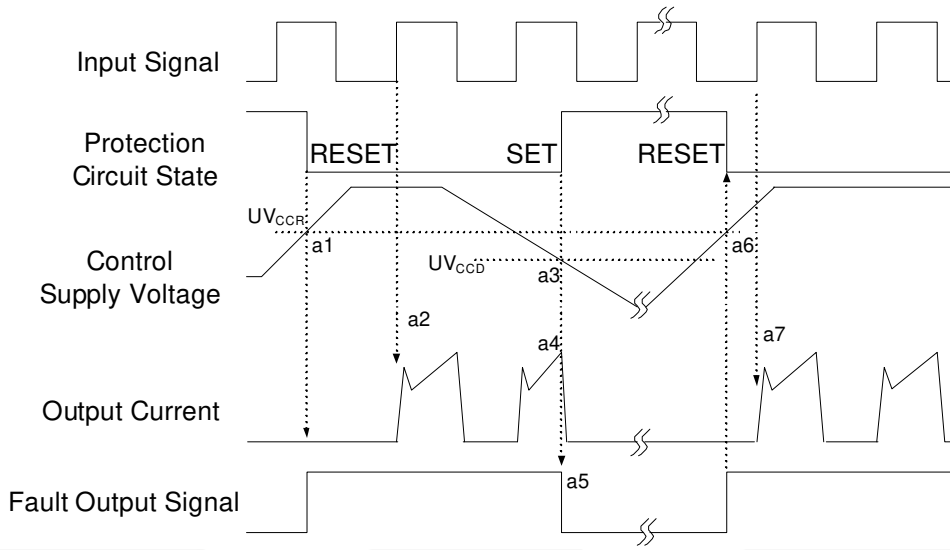 Input Signal
Protection
Circuit State
RESET
SET
RESET
UVCCR
a1
a6
Control
Supply Voltage
UVCCD
a3
a2
a4
a7
Output Current
a5
Fault Output Signal